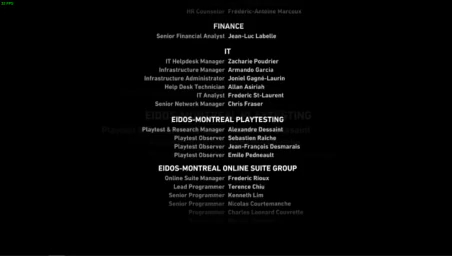 HR Counselor Frédéric-Antoine Marcoux
FINANCE
Senior Financial Analyst Jean-Luc Labelle
IT
IT Helpdesk Manager Zacharie Poudrier
Infrastructure Manager Armando Garcia
Infrastructure Administrator Joniel Gagné-Laurin
Help Desk Technician Allan Asiriah
IT Analyst Frederic St-Laurent
Senior Network Manager Chris Fraser
EIDOS-MONTREAL PLAYTESTING
Playtest & Research Manager Alexandre Dessaint
Playtest Observer Sebastien Raîche
Playtest Observer Jean-François Desmarais
Playtest Observer Emile Pedneault
EIDOS-MONTREAL ONLINE SUITE GROUP
Online Suite Manager Frederic Rioux
Lead Programmer Terence Chiu
Senior Programmer Kenneth Lim
Senior Programmer Nicolas Courtemanche
Programmer Charles Leonard